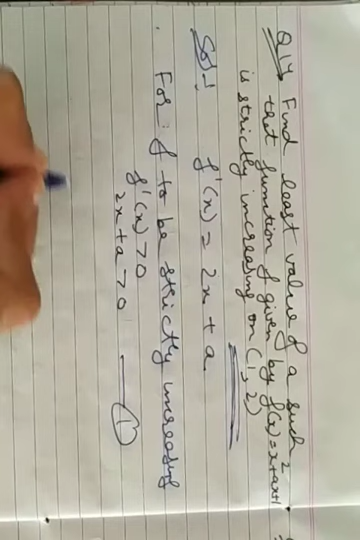 Q14 Find least value of a such
that function f given by f(x) = x²+ax+1
is strictly increasing on (1, 2)
Sol:- f'(x) = 2x + a
For f to be strictly increasing
f'(x) > 0
2x + a > 0 —— (1)